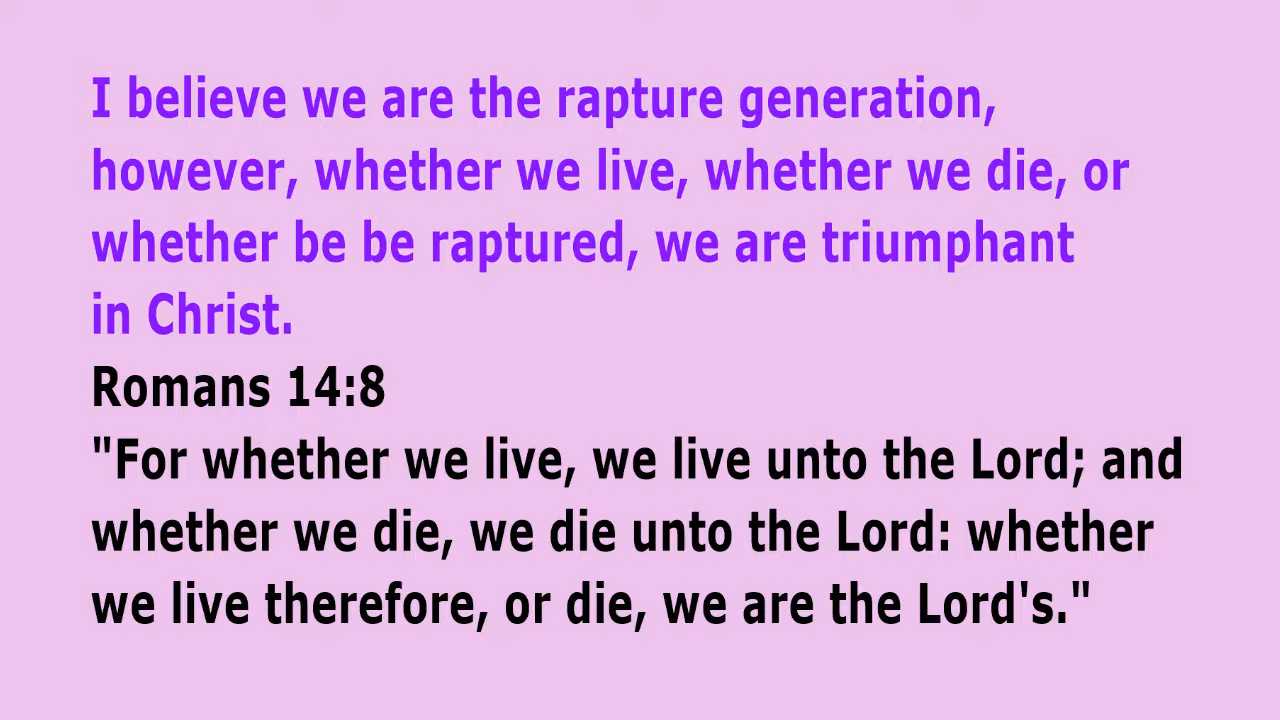 I believe we are the rapture generation,
however, whether we live, whether we die, or
whether be be raptured, we are triumphant
in Christ.
Romans 14:8
"For whether we live, we live unto the Lord; and
whether we die, we die unto the Lord: whether
we live therefore, or die, we are the Lord's."